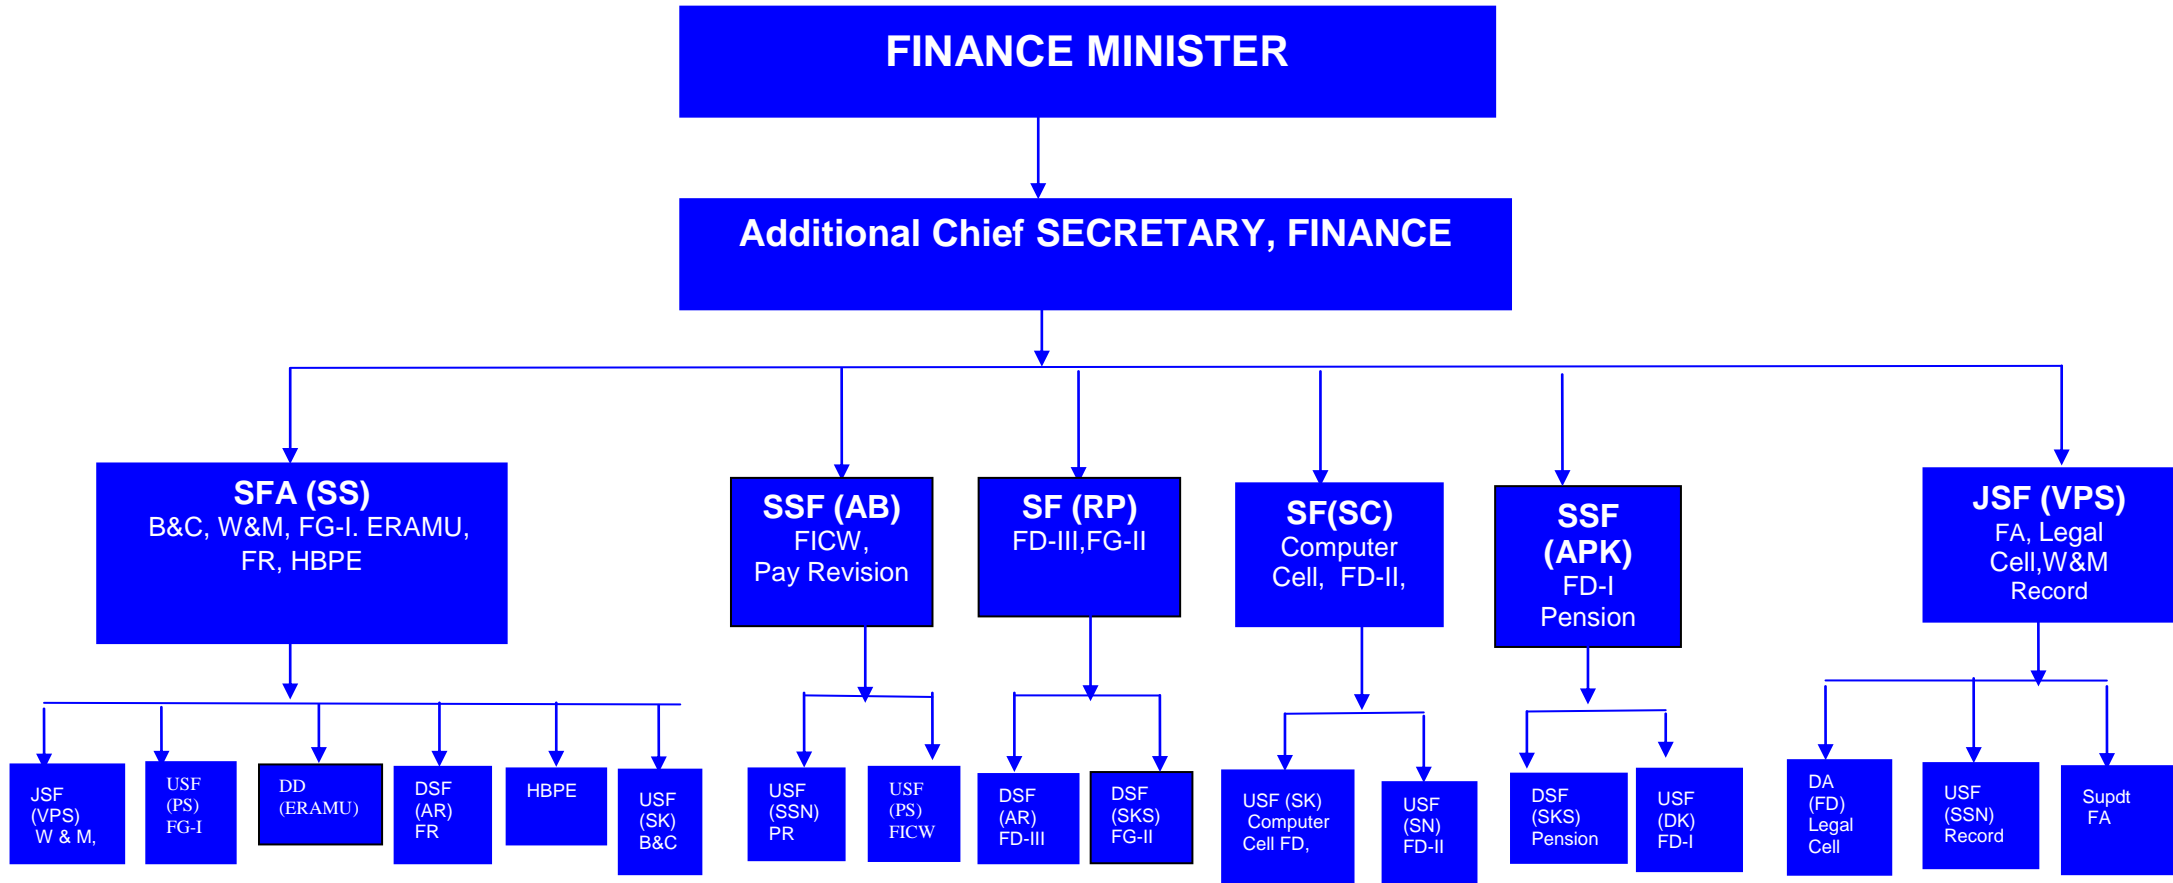 FINANCE MINISTER
Additional Chief SECRETARY, FINANCE
SFA (SS)
B&C, W&M, FG-I. ERAMU,
FR, HBPE
SSF (AB)
FICW,
Pay Revision
SF (RP)
FD-III,FG-II
SF(SC)
Computer
Cell, FD-II,
SSF
(APK)
FD-I
Pension
JSF (VPS)
FA, Legal
Cell,W&M
Record
JSF
(VPS)
W & M,
USF
(PS)
FG-I
DD
(ERAMU)
DSF
(AR)
FR
HBPE
USF
(SK)
B&C
USF
(SSN)
PR
USF
(PS)
FICW
DSF
(AR)
FD-III
DSF
(SKS)
FG-II
USF (SK)
Computer
Cell FD,
USF
(SN)
FD-II
DSF
(SKS)
Pension
USF
(DK)
FD-I
DA
(FD)
Legal
Cell
USF
(SSN)
Record
Supdt
FA